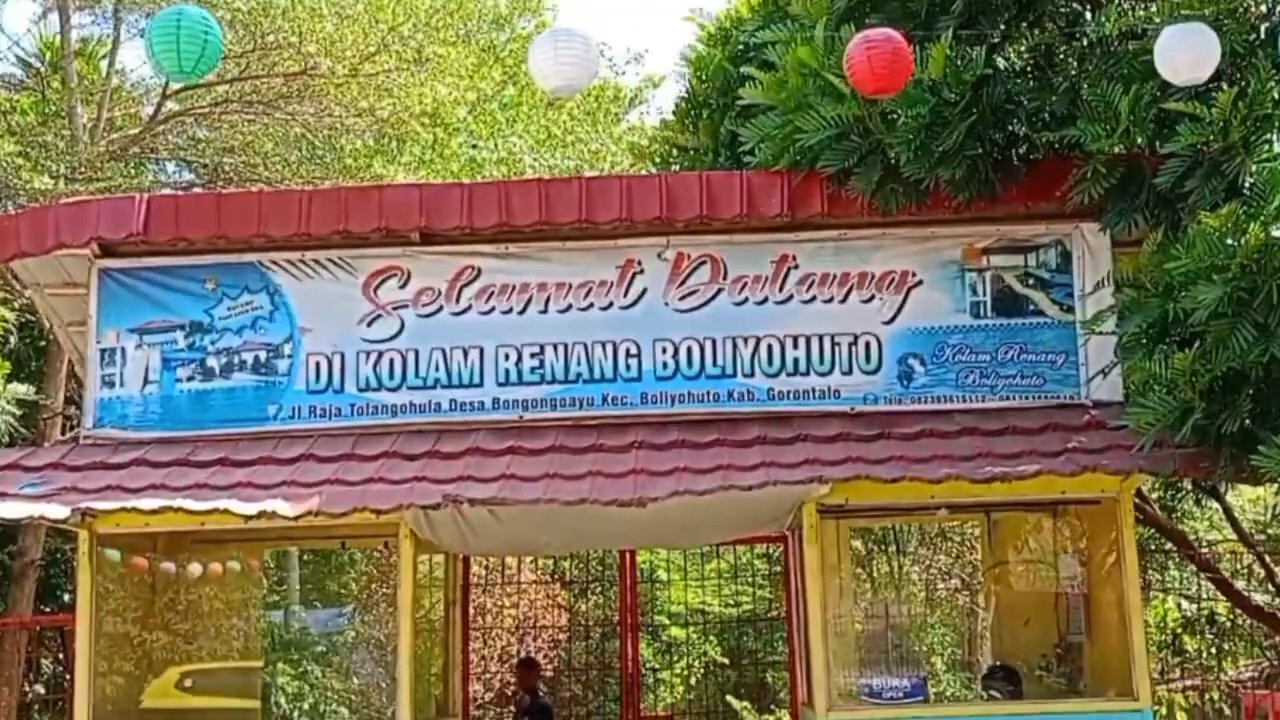 Selamat Datang
DI KOLAM RENANG BOLIYOHUTO
Jl Raja Tolangohula Desa Bongongoayu Kec. Boliyohuto Kab. Gorontalo
Kolam Renang
Boliyohuto
Telp.
BUKA
OPEN